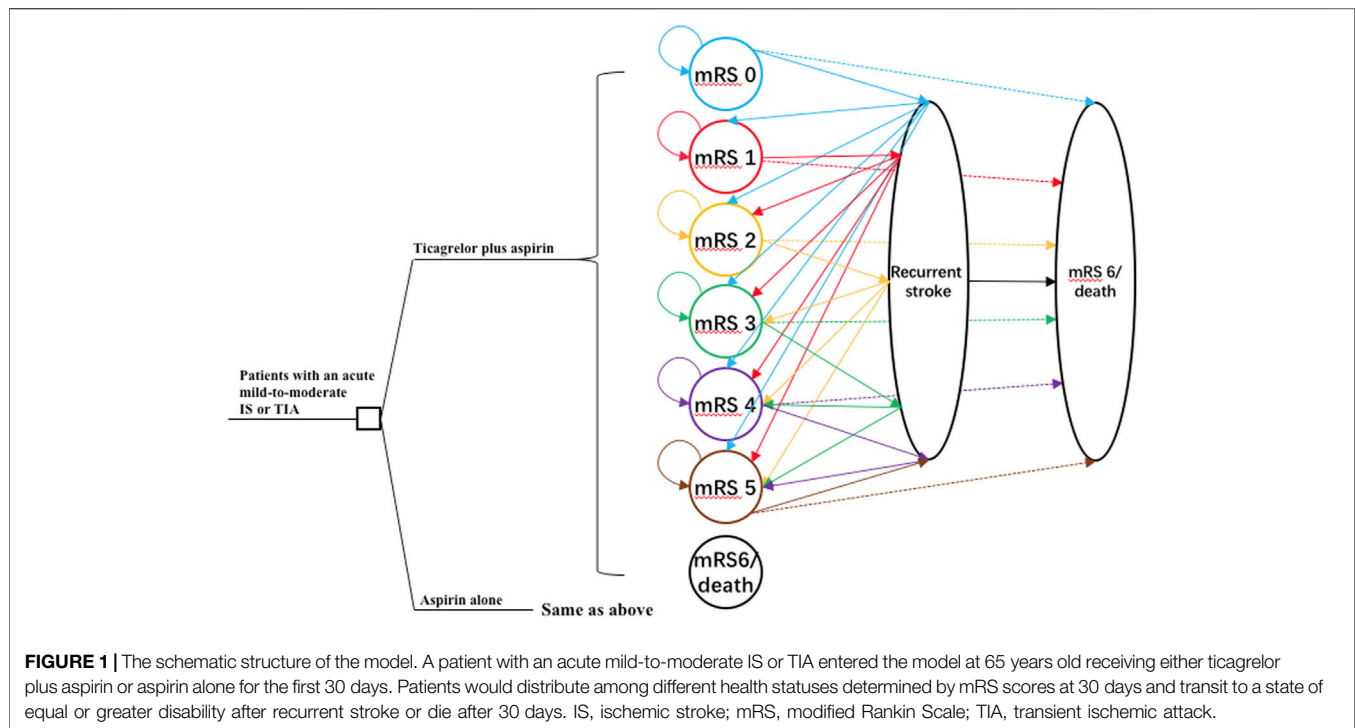 mRS 0
mRS 1
mRS 2
mRS 3
mRS 4
mRS 5
mRS6/
death
Recurrent
stroke
mRS 6/
death
Ticagrelor plus aspirin
Patients with an acute
mild-to-moderate
IS or TIA
Aspirin alone
Same as above
FIGURE 1 | The schematic structure of the model. A patient with an acute mild-to-moderate IS or TIA entered the model at 65 years old receiving either ticagrelor
plus aspirin or aspirin alone for the first 30 days. Patients would distribute among different health statuses determined by mRS scores at 30 days and transit to a state of
equal or greater disability after recurrent stroke or die after 30 days. IS, ischemic stroke; mRS, modified Rankin Scale; TIA, transient ischemic attack.